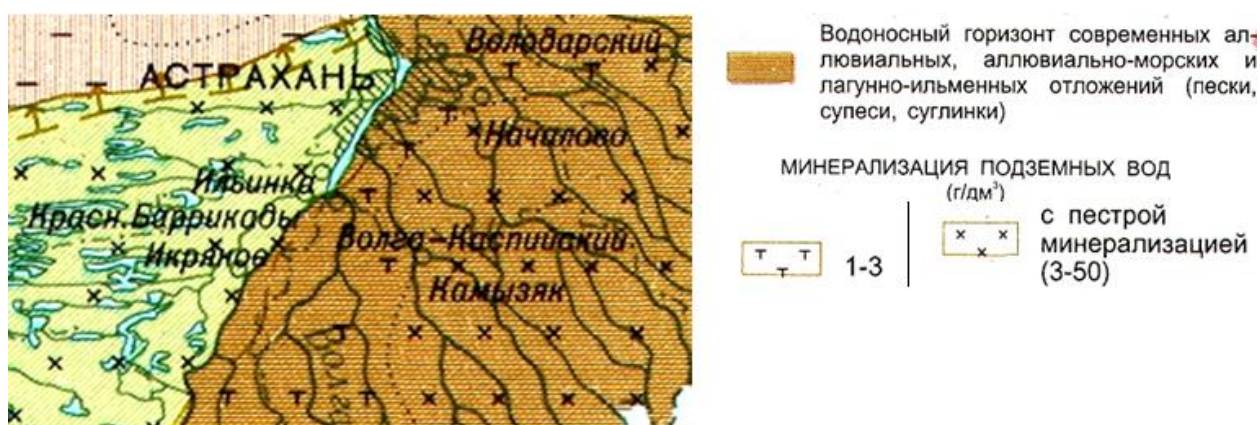 Володарский
АСТРАХАНЬ
Началово
Ильинка
Красн. Баррикады
Волго-Каспийский
Икряное
Камызяк
Волга
Водоносный горизонт современных ал-
лювиальных, аллювиально-морских и
лагунно-ильменных отложений (пески,
супеси, суглинки)
МИНЕРАЛИЗАЦИЯ ПОДЗЕМНЫХ ВОД
(г/дм³)
1-3
с пестрой
минерализацией
(3-50)